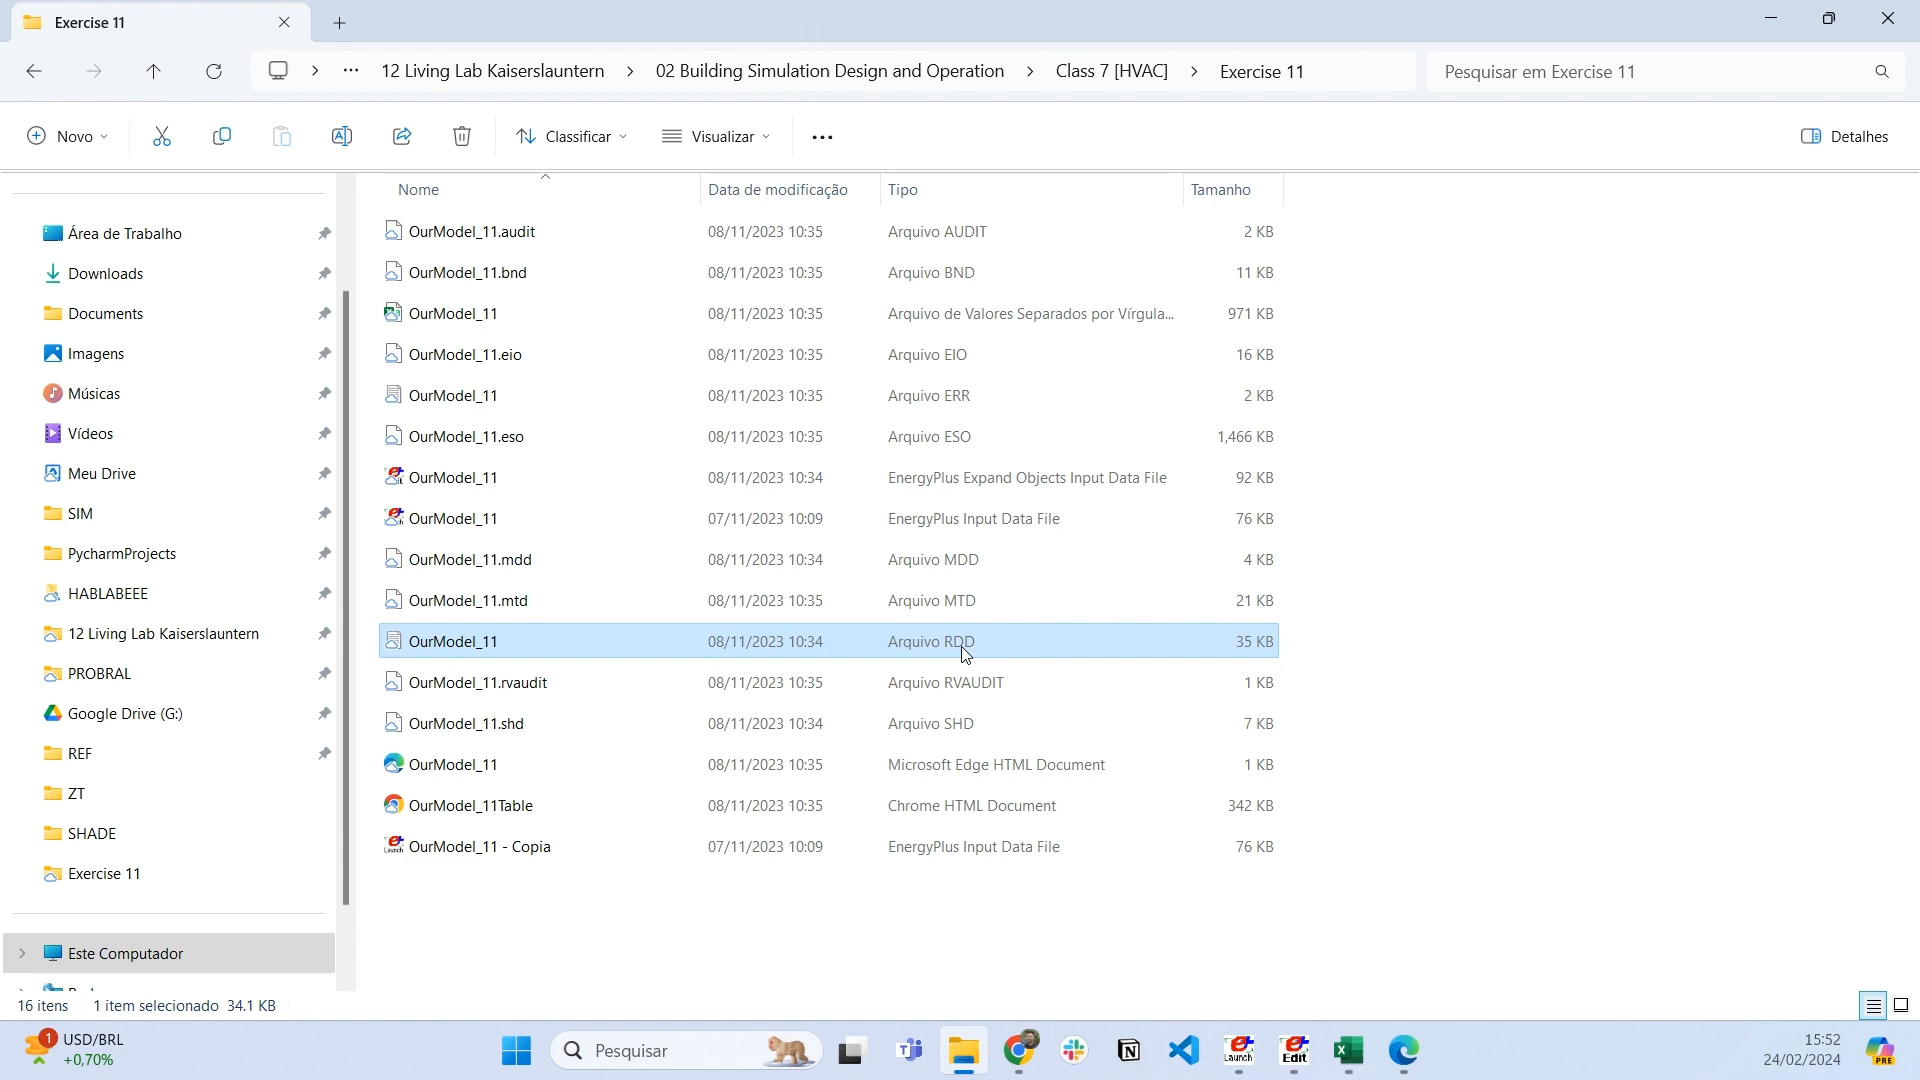 Exercise 11
12 Living Lab Kaiserslauntern
02 Building Simulation Design and Operation
Class 7 [HVAC]
Exercise 11
Pesquisar em Exercise 11
Novo
Classificar
Visualizar
Detalhes
Nome
Data de modificação
Tipo
Tamanho
Área de Trabalho
Downloads
Documents
Imagens
Músicas
Vídeos
Meu Drive
SIM
PycharmProjects
HABLABEEE
12 Living Lab Kaiserslauntern
PROBRAL
Google Drive (G:)
REF
ZT
SHADE
Exercise 11
Este Computador
OurModel_11.audit 08/11/2023 10:35 Arquivo AUDIT 2 KB
OurModel_11.bnd 08/11/2023 10:35 Arquivo BND 11 KB
OurModel_11 08/11/2023 10:35 Arquivo de Valores Separados por Vírgula... 971 KB
OurModel_11.eio 08/11/2023 10:35 Arquivo EIO 16 KB
OurModel_11 08/11/2023 10:35 Arquivo ERR 2 KB
OurModel_11.eso 08/11/2023 10:35 Arquivo ESO 1,466 KB
OurModel_11 08/11/2023 10:34 EnergyPlus Expand Objects Input Data File 92 KB
OurModel_11 07/11/2023 10:09 EnergyPlus Input Data File 76 KB
OurModel_11.mdd 08/11/2023 10:34 Arquivo MDD 4 KB
OurModel_11.mtd 08/11/2023 10:35 Arquivo MTD 21 KB
OurModel_11 08/11/2023 10:34 Arquivo RDD 35 KB
OurModel_11.rvaudit 08/11/2023 10:35 Arquivo RVAUDIT 1 KB
OurModel_11.shd 08/11/2023 10:34 Arquivo SHD 7 KB
OurModel_11 08/11/2023 10:35 Microsoft Edge HTML Document 1 KB
OurModel_11Table 08/11/2023 10:35 Chrome HTML Document 342 KB
OurModel_11 - Copia 07/11/2023 10:09 EnergyPlus Input Data File 76 KB
16 itens
1 item selecionado 34.1 KB
1
USD/BRL
+0,70%
Pesquisar
Launch
Edit
15:52
24/02/2024
PRE